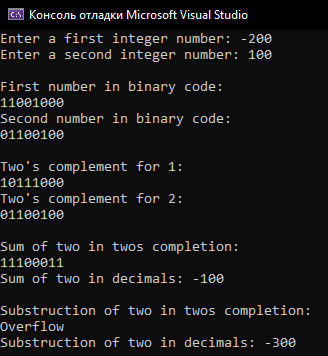 Консоль отладки Microsoft Visual Studio
Enter a first integer number: -200
Enter a second integer number: 100
First number in binary code:
11001000
Second number in binary code:
01100100
Two's complement for 1:
10111000
Two's complement for 2:
01100100
Sum of two in twos completion:
11100011
Sum of two in decimals: -100
Substruction of two in twos completion:
Overflow
Substruction of two in decimals: -300